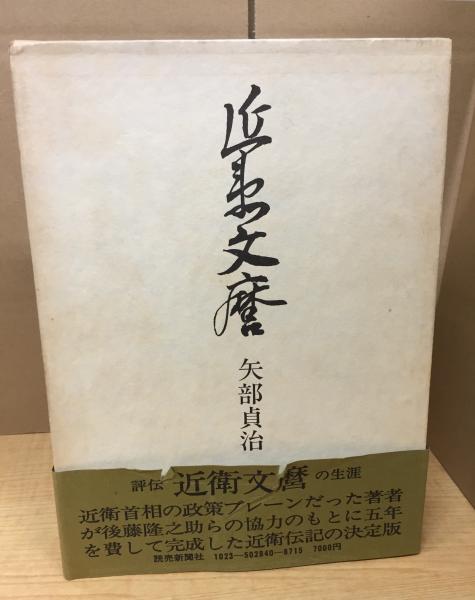 近衛文麿
矢部貞治
評伝 近衛文麿 の生涯
近衛首相の政策ブレーンだった著者
が後藤隆之助らの協力のもとに五年
を費して完成した近衛伝記の決定版
読売新聞社 1023—502840—8715 7000円